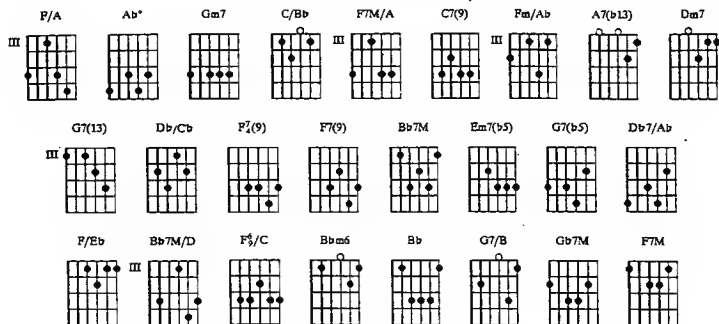 F/A Ab° Gm7 C/Bb F7M/A C7(9) Fm/Ab A7(b13) Dm7
III III III
G7(13) Db/Cb F7/4(9) F7(9) Bb7M Em7(b5) G7(b5) Db7/Ab
III
F/Eb Bb7M/D F6/9/C Bbm6 Bb G7/B Gb7M F7M
III